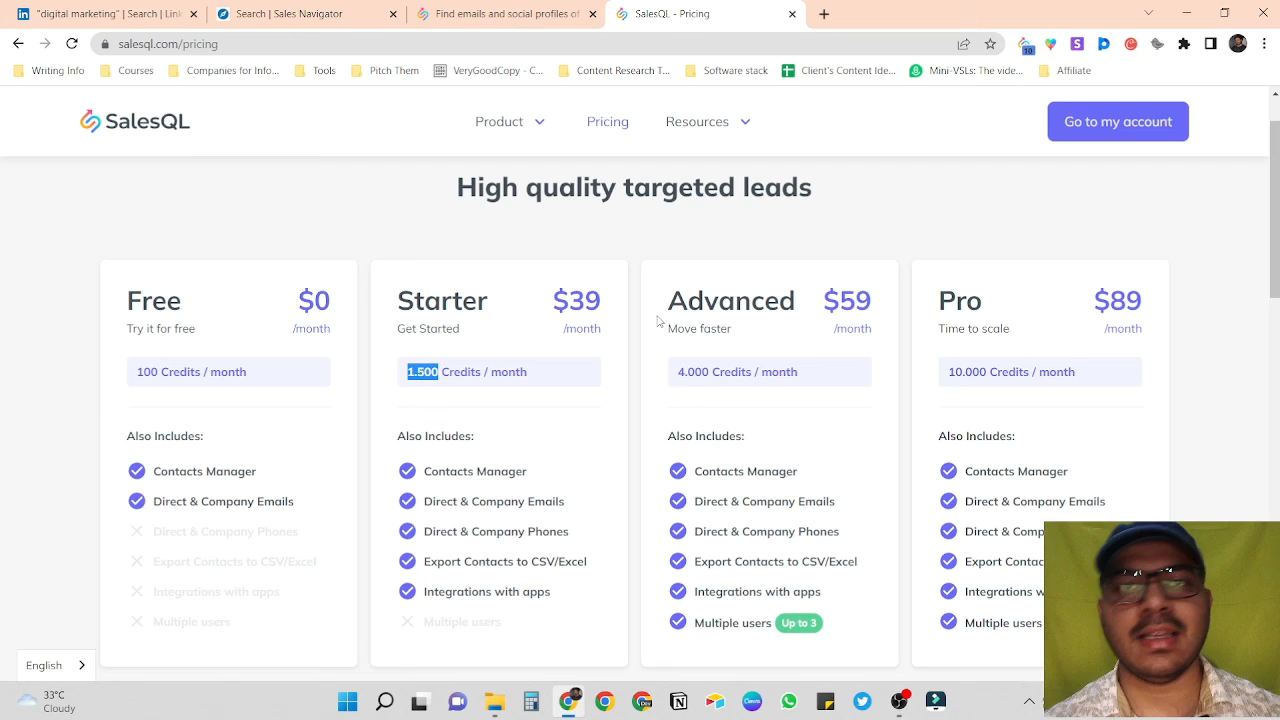 "digital marketing" | Link
Search | Sales Navigator
Find emails and social profiles of
SalesQL - Pricing
salesql.com/pricing
10
Writing Info
Courses
Companies for Info...
Tools
Pitch Them
VeryGoodCopy - C...
Content Research T...
Software stack
Client's Content Ide...
Mini-VSLs: The vide...
Affiliate
SalesQL
Product
Pricing
Resources
Go to my account
High quality targeted leads
Free
$0
Try it for free
/month
100 Credits / month
Also Includes:
Contacts Manager
Direct & Company Emails
Direct & Company Phones
Export Contacts to CSV/Excel
Integrations with apps
Multiple users
Starter
$39
Get Started
/month
1.500 Credits / month
Also Includes:
Contacts Manager
Direct & Company Emails
Direct & Company Phones
Export Contacts to CSV/Excel
Integrations with apps
Multiple users
Advanced
$59
Move faster
/month
4.000 Credits / month
Also Includes:
Contacts Manager
Direct & Company Emails
Direct & Company Phones
Export Contacts to CSV/Excel
Integrations with apps
Multiple users Up to 3
Pro
$89
Time to scale
/month
10.000 Credits / month
Also Includes:
Contacts Manager
Direct & Company Emails
Direct & Com
Export Contac
Integrations w
Multiple users
English
33°C
Cloudy